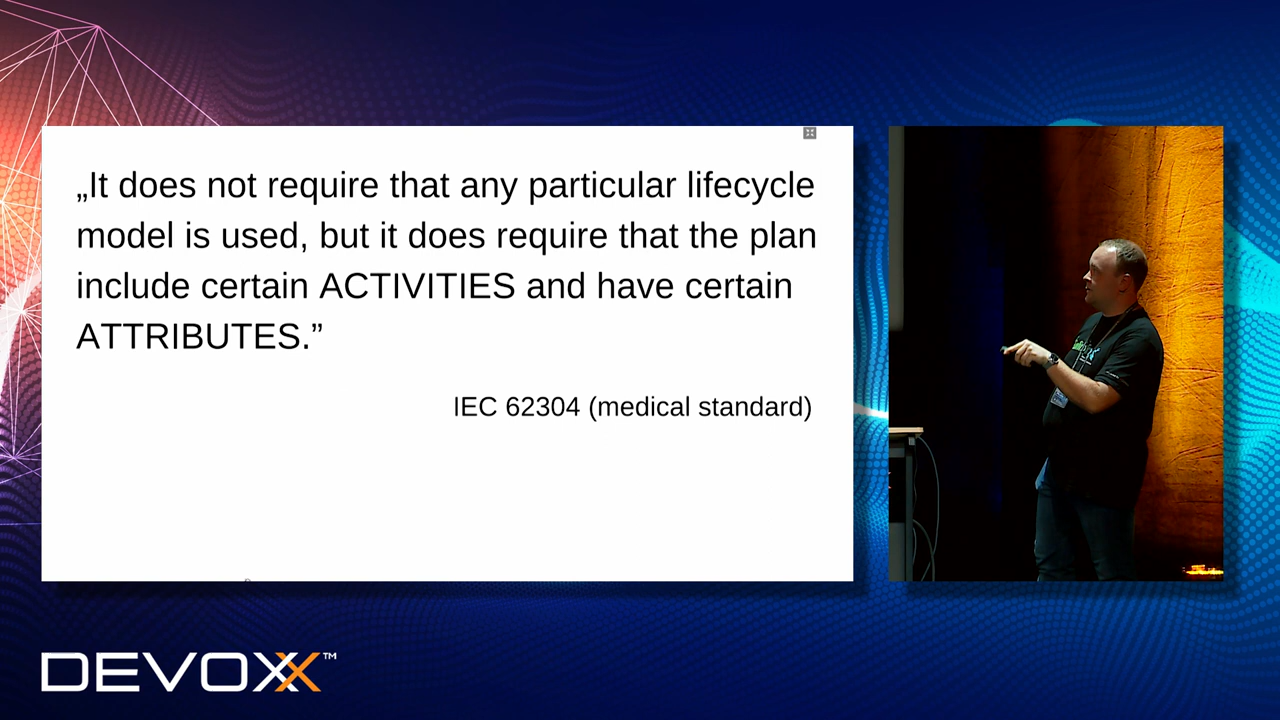 „It does not require that any particular lifecycle
model is used, but it does require that the plan
include certain ACTIVITIES and have certain
ATTRIBUTES.”
IEC 62304 (medical standard)
DEVOXX™